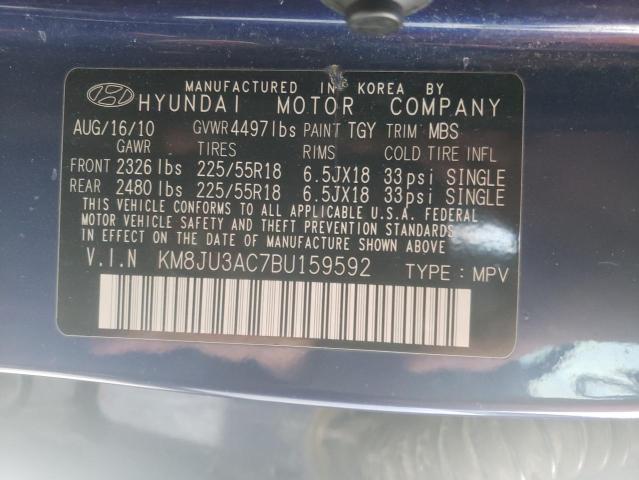 MANUFACTURED IN KOREA BY
HYUNDAI MOTOR COMPANY
AUG/16/10 GVWR 4497lbs PAINT TGY TRIM MBS
GAWR TIRES RIMS COLD TIRE INFL
FRONT 2326 lbs 225/55R18 6.5JX18 33psi SINGLE
REAR 2480 lbs 225/55R18 6.5JX18 33psi SINGLE
THIS VEHICLE CONFORMS TO ALL APPLICABLE U.S.A. FEDERAL
MOTOR VEHICLE SAFETY AND THEFT PREVENTION STANDARDS
IN EFFECT ON THE DATE OF MANUFACTURE SHOWN ABOVE.
V.I.N KM8JU3AC7BU159592 TYPE : MPV